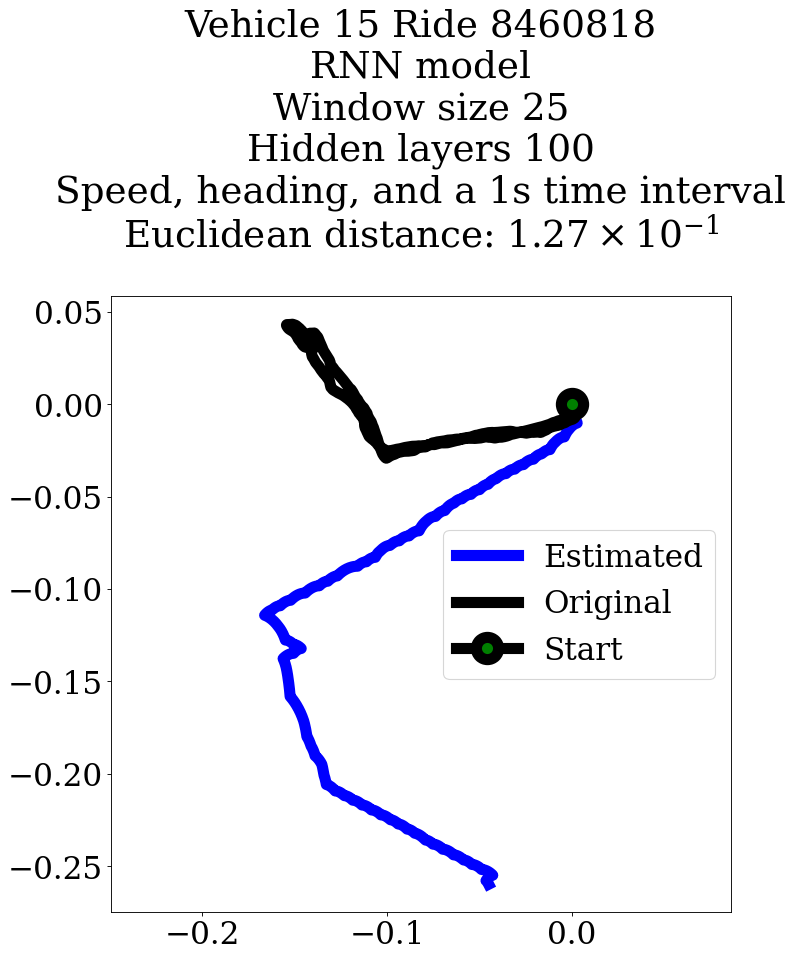 Vehicle 15 Ride 8460818
RNN model
Window size 25
Hidden layers 100
Speed, heading, and a 1s time interval
Euclidean distance: 1.27 × 10⁻¹
0.05
0.00
−0.05
−0.10
−0.15
−0.20
−0.25
Estimated
Original
Start
−0.2
−0.1
0.0